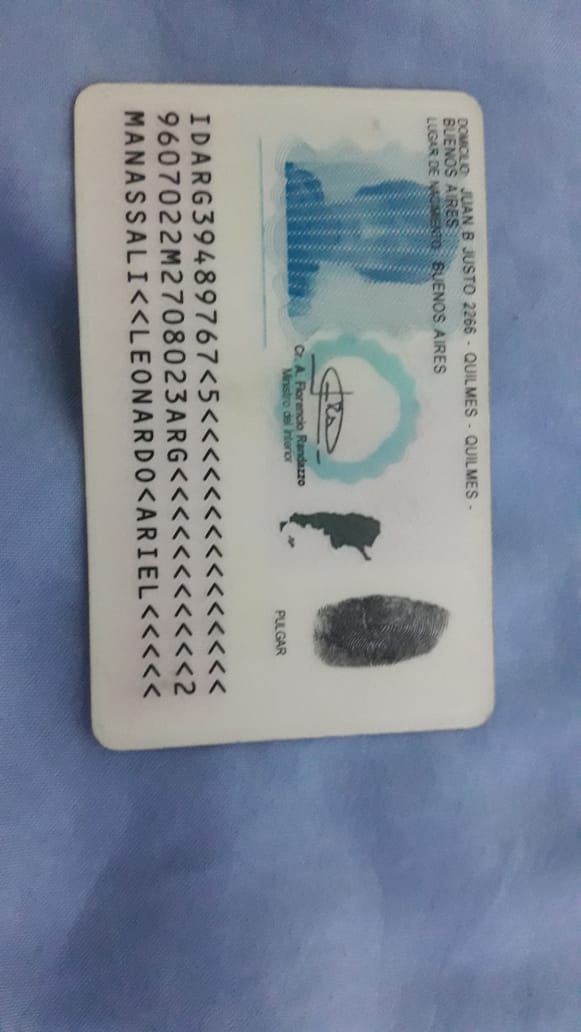 DOMICILIO: JUAN B JUSTO 2266 - QUILMES - QUILMES -
BUENOS AIRES
LUGAR DE NACIMIENTO: BUENOS AIRES
Cr. A. Florencio Randazzo
Ministro del Interior
PULGAR
IDARG39489767<5<<<<<<<<<<<<<<<
9607022M2708023ARG<<<<<<<<<<<2
MANASSALI<<LEONARDO<ARIEL<<<<<